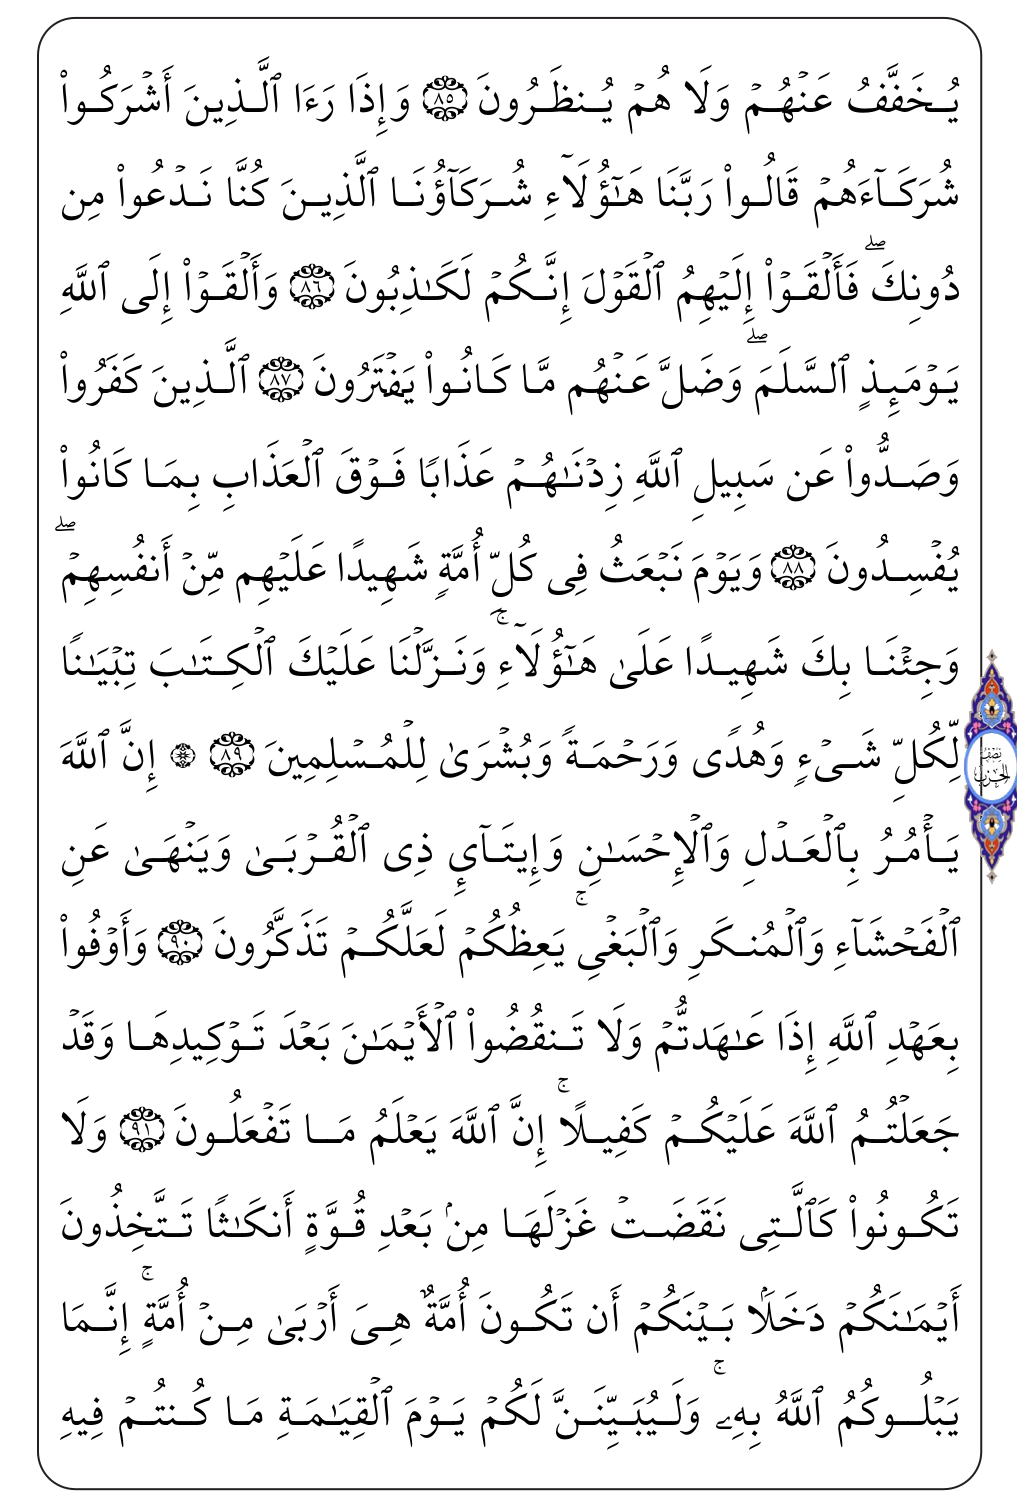 يُخَفَّفُ عَنۡهُمۡ وَلَا هُمۡ يُنظَرُونَ ٨٥ وَإِذَا رَءَا ٱلَّذِينَ أَشۡرَكُواْ
شُرَكَآءَهُمۡ قَالُواْ رَبَّنَا هَٰٓؤُلَآءِ شُرَكَآؤُنَا ٱلَّذِينَ كُنَّا نَدۡعُواْ مِن
دُونِكَۖ فَأَلۡقَوۡاْ إِلَيۡهِمُ ٱلۡقَوۡلَ إِنَّكُمۡ لَكَٰذِبُونَ ٨٦ وَأَلۡقَوۡاْ إِلَى ٱللَّهِ
يَوۡمَئِذٍ ٱلسَّلَمَۖ وَضَلَّ عَنۡهُم مَّا كَانُواْ يَفۡتَرُونَ ٨٧ ٱلَّذِينَ كَفَرُواْ
وَصَدُّواْ عَن سَبِيلِ ٱللَّهِ زِدۡنَٰهُمۡ عَذَابًا فَوۡقَ ٱلۡعَذَابِ بِمَا كَانُواْ
يُفۡسِدُونَ ٨٨ وَيَوۡمَ نَبۡعَثُ فِى كُلِّ أُمَّةٍ شَهِيدًا عَلَيۡهِم مِّنۡ أَنفُسِهِمۡۖ
وَجِئۡنَا بِكَ شَهِيدًا عَلَىٰ هَٰٓؤُلَآءِۚ وَنَزَّلۡنَا عَلَيۡكَ ٱلۡكِتَٰبَ تِبۡيَٰنًا
لِّكُلِّ شَىۡءٍ وَهُدًى وَرَحۡمَةً وَبُشۡرَىٰ لِلۡمُسۡلِمِينَ ٨٩ ۞ إِنَّ ٱللَّهَ
نِصۡفُ
الحِزۡب
يَأۡمُرُ بِٱلۡعَدۡلِ وَٱلۡإِحۡسَٰنِ وَإِيتَآيِٕ ذِى ٱلۡقُرۡبَىٰ وَيَنۡهَىٰ عَنِ
ٱلۡفَحۡشَآءِ وَٱلۡمُنكَرِ وَٱلۡبَغۡىِۚ يَعِظُكُمۡ لَعَلَّكُمۡ تَذَكَّرُونَ ٩٠ وَأَوۡفُواْ
بِعَهۡدِ ٱللَّهِ إِذَا عَٰهَدتُّمۡ وَلَا تَنقُضُواْ ٱلۡأَيۡمَٰنَ بَعۡدَ تَوۡكِيدِهَا وَقَدۡ
جَعَلۡتُمُ ٱللَّهَ عَلَيۡكُمۡ كَفِيلًاۚ إِنَّ ٱللَّهَ يَعۡلَمُ مَا تَفۡعَلُونَ ٩١ وَلَا
تَكُونُواْ كَٱلَّتِى نَقَضَتۡ غَزۡلَهَا مِنۢ بَعۡدِ قُوَّةٍ أَنكَٰثًا تَتَّخِذُونَ
أَيۡمَٰنَكُمۡ دَخَلَۢا بَيۡنَكُمۡ أَن تَكُونَ أُمَّةٌ هِىَ أَرۡبَىٰ مِنۡ أُمَّةٍۚ إِنَّمَا
يَبۡلُوكُمُ ٱللَّهُ بِهِۦۚ وَلَيُبَيِّنَنَّ لَكُمۡ يَوۡمَ ٱلۡقِيَٰمَةِ مَا كُنتُمۡ فِيهِ